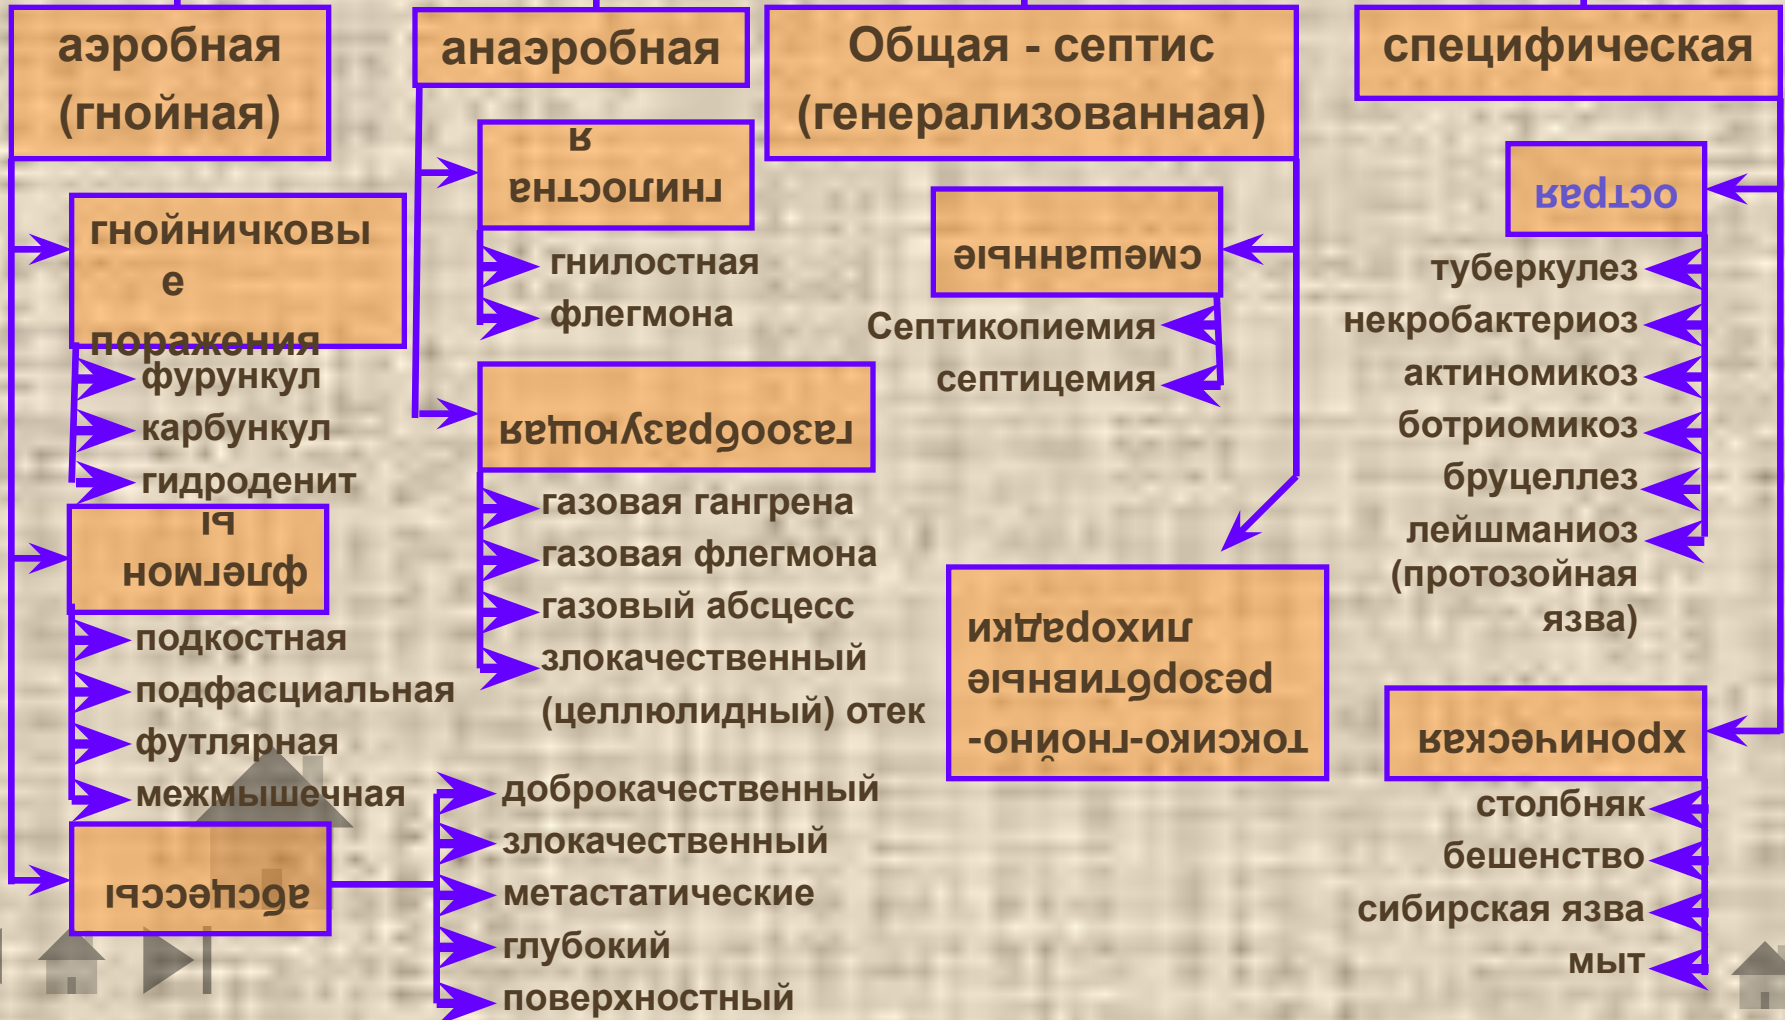 аэробная
(гнойная)
гнойничковы
е
поражения
фурункул
карбункул
гидроденит
флегмон
ы
подкостная
подфасциальная
футлярная
межмышечная
абсцессы
доброкачественный
злокачественный
метастатические
глубокий
поверхностный
анаэробная
гнилостна
я
гнилостная
флегмона
газообразующая
газовая гангрена
газовая флегмона
газовый абсцесс
злокачественный
(целлюлидный) отек
Общая - септис
(генерализованная)
смешанные
Септикопиемия
септицемия
токсико-гнойно-
резорбтивные
лихорадки
специфическая
острая
туберкулез
некробактериоз
актиномикоз
ботриомикоз
бруцеллез
лейшманиоз
(протозойная
язва)
хроническая
столбняк
бешенство
сибирская язва
мыт